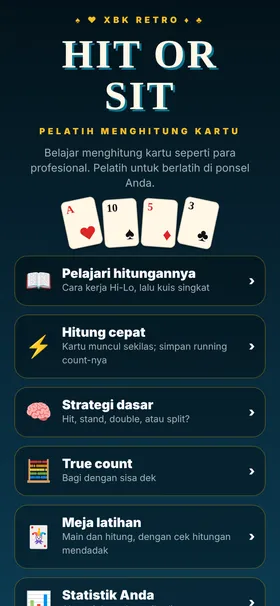 ♠ ♥ XBK RETRO ♦ ♣
HIT OR
SIT
PELATIH MENGHITUNG KARTU
Belajar menghitung kartu seperti para
profesional. Pelatih untuk berlatih di ponsel
Anda.
A 10 5 3
Pelajari hitungannya
Cara kerja Hi-Lo, lalu kuis singkat
Hitung cepat
Kartu muncul sekilas; simpan running
count-nya
Strategi dasar
Hit, stand, double, atau split?
True count
Bagi dengan sisa dek
Meja latihan
Main dan hitung, dengan cek hitungan
mendadak
Statistik Anda